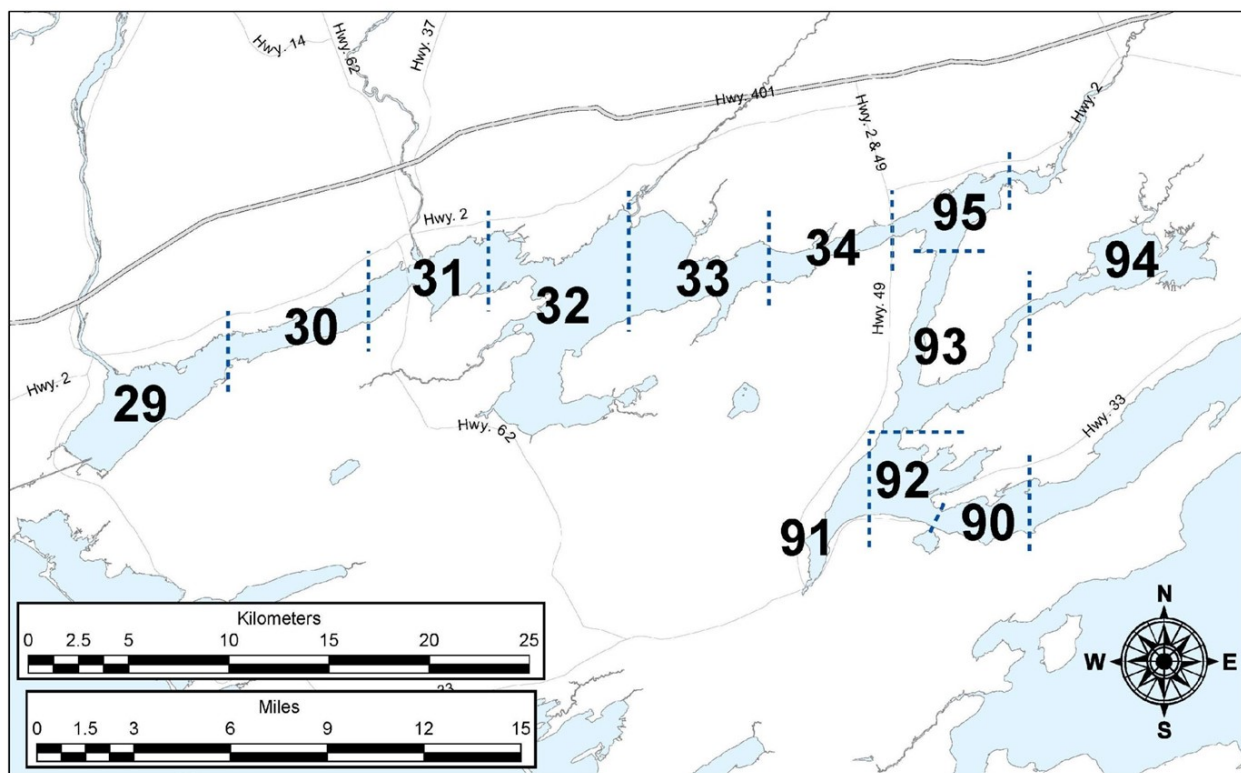 Hwy. 14
Hwy. 62
Hwy. 37
Hwy. 401
Hwy. 2
Hwy. 2 & 49
95
Hwy. 2
34
94
31
33
32
30
Hwy. 49
93
Hwy. 2
29
Hwy. 33
Hwy. 62
92
90
91
Kilometers
0 2.5 5 10 15 20 25
N
W E
S
33
Miles
0 1.5 3 6 9 12 15